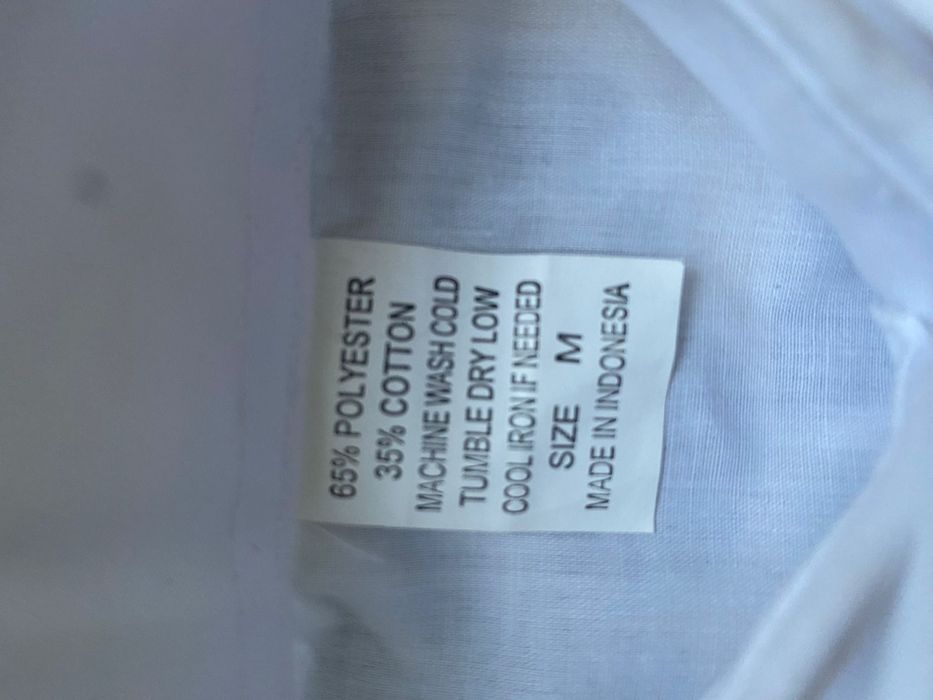 65% POLYESTER
35% COTTON
MACHINE WASH COLD
TUMBLE DRY LOW
COOL IRON IF NEEDED
SIZE M
MADE IN INDONESIA